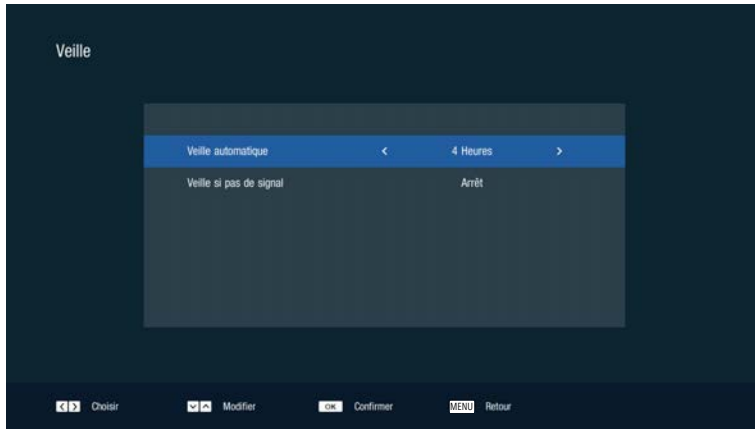 Veille
Veille automatique < 4 Heures >
Veille si pas de signal Arrêt
Choisir Modifier OK Confirmer MENU Retour